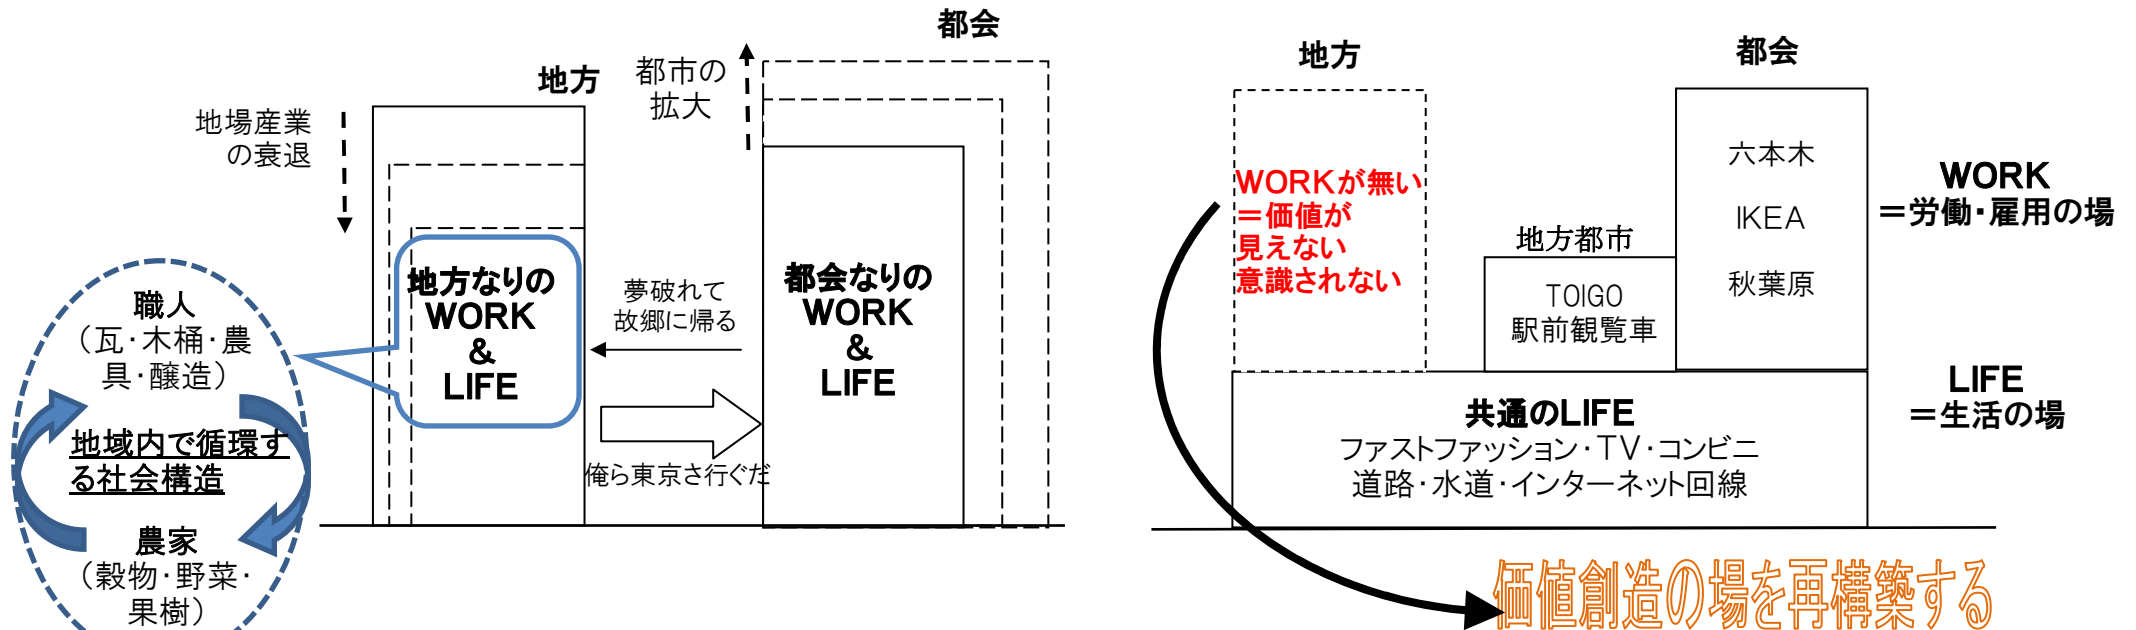 地方
都会
都市の
拡大
地場産業
の衰退
地方なりの
WORK
&
LIFE
夢破れて
故郷に帰る
俺ら東京さ行ぐだ
都会なりの
WORK
&
LIFE
職人
（瓦・木桶・農
具・醸造）
地域内で循環す
る社会構造
農家
（穀物・野菜・
果樹）
地方
都会
WORKが無い
＝価値が
見えない
意識されない
地方都市
TOIGO
駅前観覧車
六本木
IKEA
秋葉原
WORK
＝労働・雇用の場
LIFE
＝生活の場
共通のLIFE
ファストファッション・TV・コンビニ
道路・水道・インターネット回線
価値創造の場を再構築する